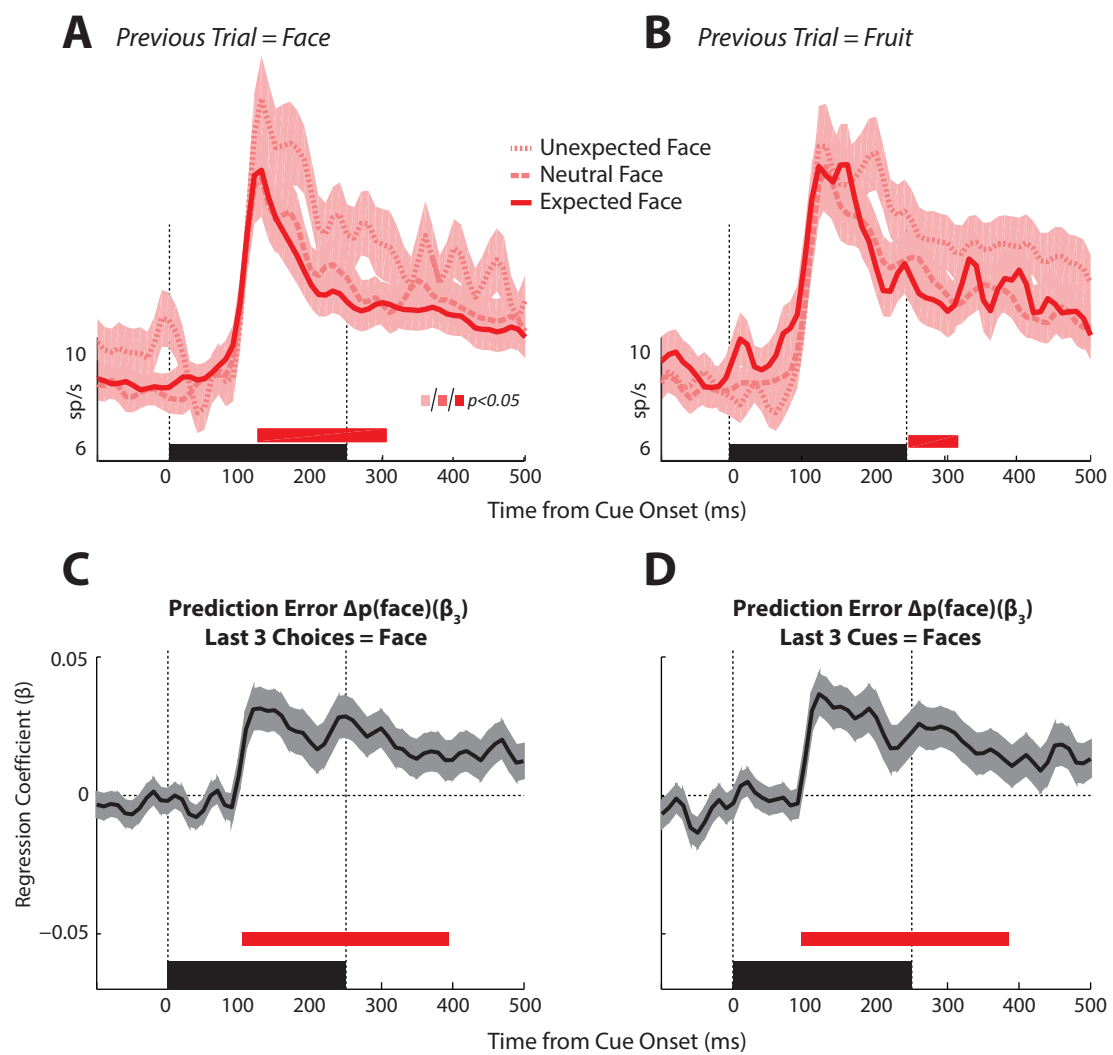 A Previous Trial = Face
B Previous Trial = Fruit
Unexpected Face
Neutral Face
Expected Face
10
sp/s
6
/ / p<0.05
0 100 200 300 400 500
10
sp/s
6
0 100 200 300 400 500
Time from Cue Onset (ms)
C
Prediction Error Δp(face)(β₃)
Last 3 Choices = Face
D
Prediction Error Δp(face)(β₃)
Last 3 Cues = Faces
Regression Coefficient (β)
0.05
0
−0.05
0 100 200 300 400 500
0 100 200 300 400 500
Time from Cue Onset (ms)